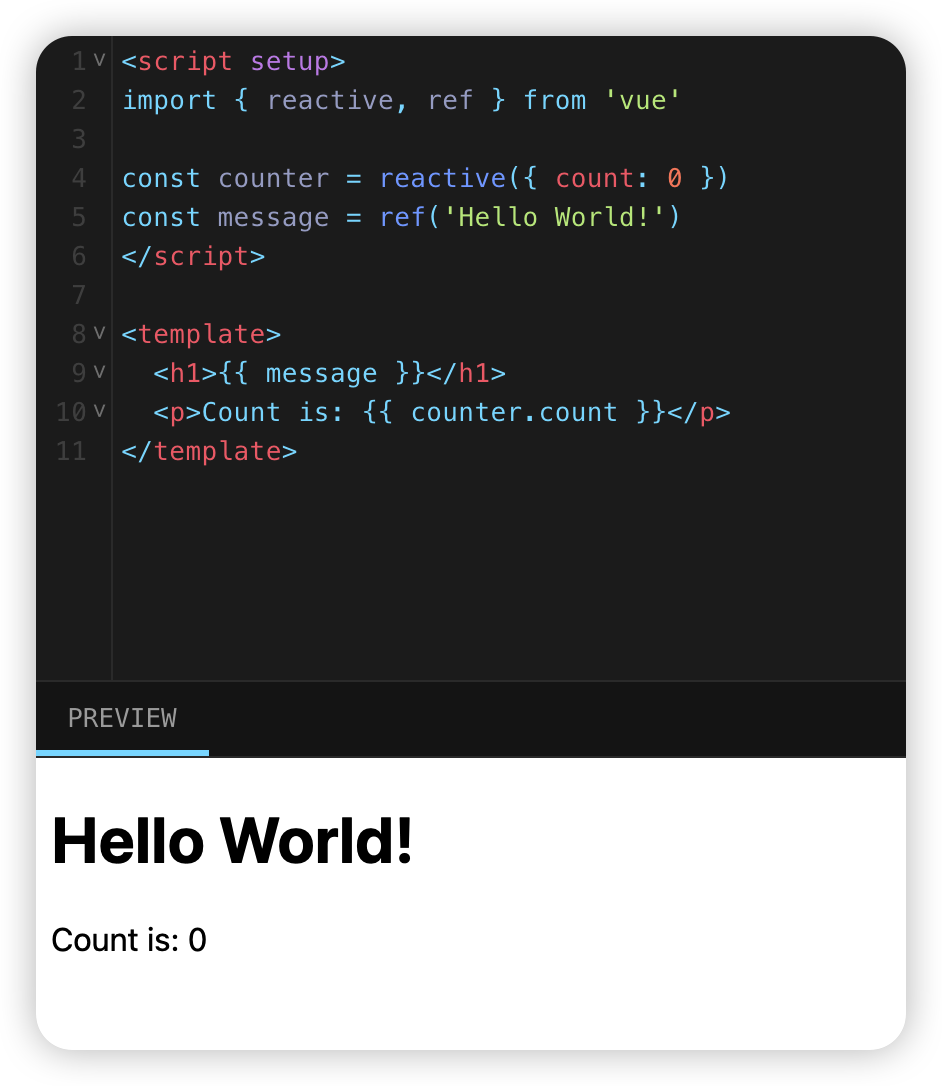 1 <script setup>
2 import { reactive, ref } from 'vue'
3
4 const counter = reactive({ count: 0 })
5 const message = ref('Hello World!')
6 </script>
7
8 <template>
9   <h1>{{ message }}</h1>
10   <p>Count is: {{ counter.count }}</p>
11 </template>
PREVIEW
Hello World!
Count is: 0